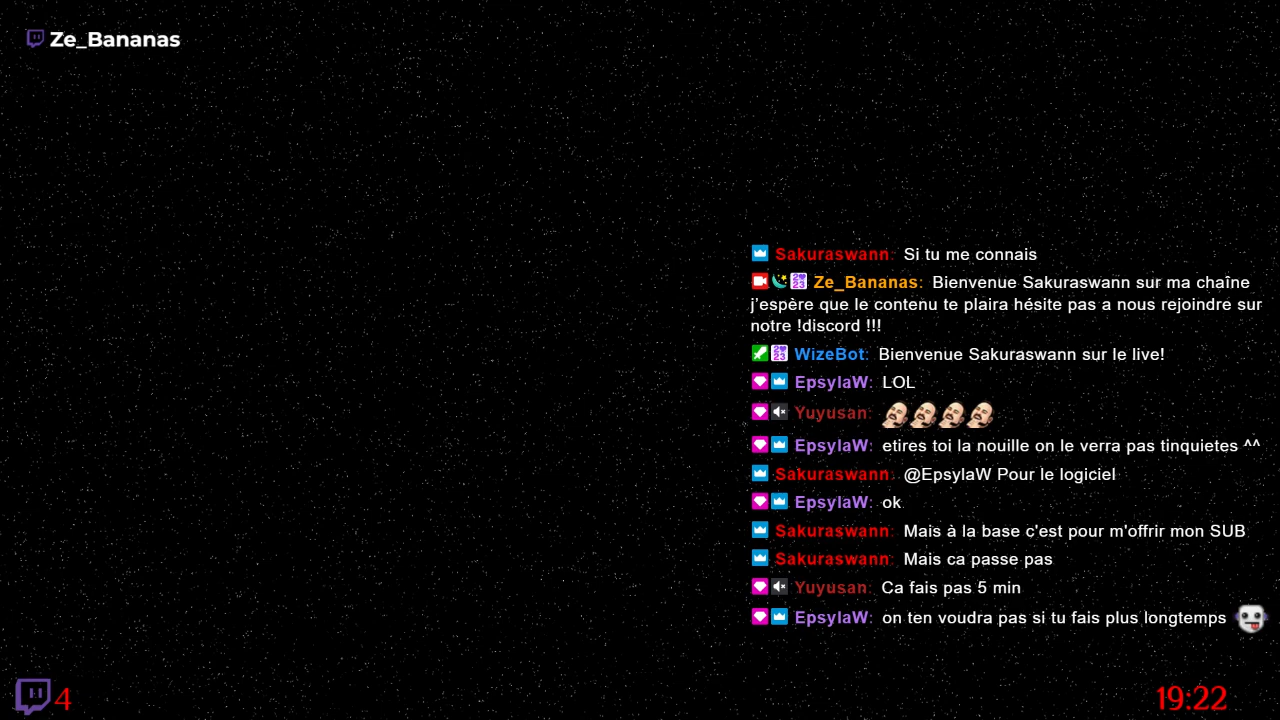 Ze_Bananas
Sakuraswann: Si tu me connais
Ze_Bananas: Bienvenue Sakuraswann sur ma chaîne
j'espère que le contenu te plaira hésite pas a nous rejoindre sur
notre !discord !!!
WizeBot: Bienvenue Sakuraswann sur le live!
EpsylaW: LOL
Yuyusan:
EpsylaW: etires toi la nouille on le verra pas tinquietes ^^
Sakuraswann: @EpsylaW Pour le logiciel
EpsylaW: ok
Sakuraswann: Mais à la base c'est pour m'offrir mon SUB
Sakuraswann: Mais ca passe pas
Yuyusan: Ca fais pas 5 min
EpsylaW: on ten voudra pas si tu fais plus longtemps
4
19:22